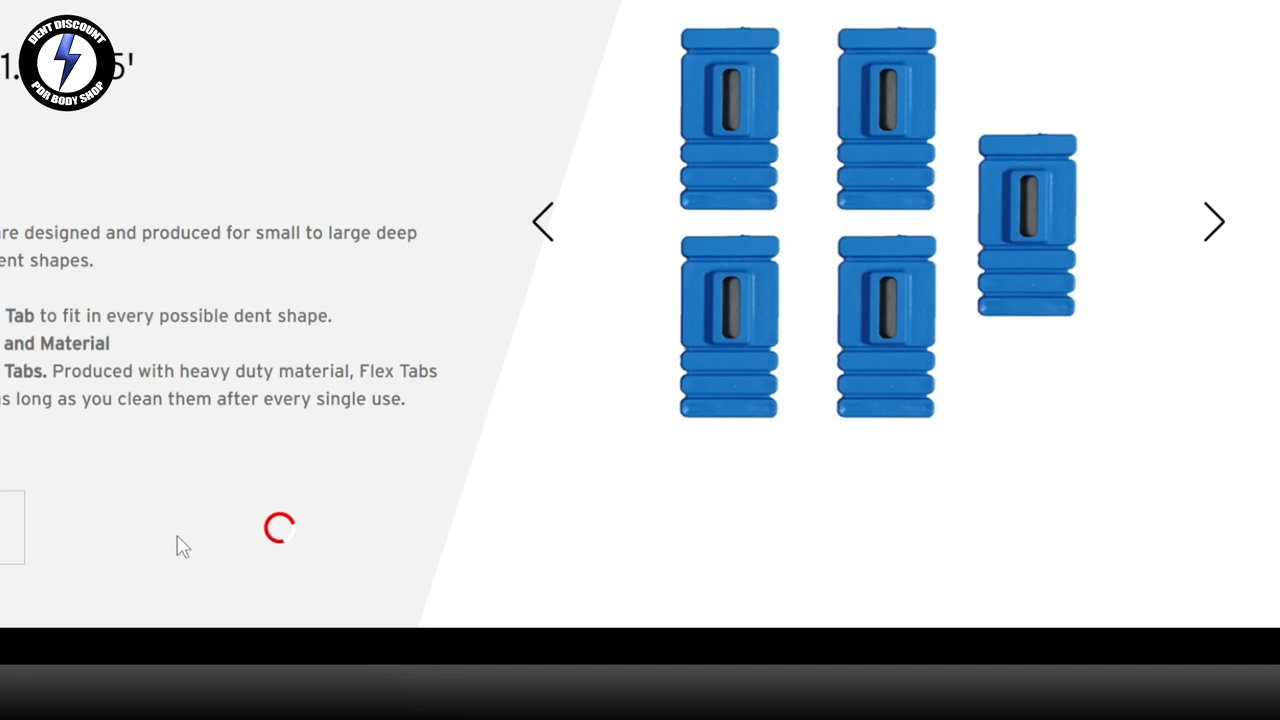 DENT DISCOUNT
PDR BODY SHOP
1. 5'
are designed and produced for small to large deep
ent shapes.
Tab to fit in every possible dent shape.
and Material
Tabs. Produced with heavy duty material, Flex Tabs
as long as you clean them after every single use.